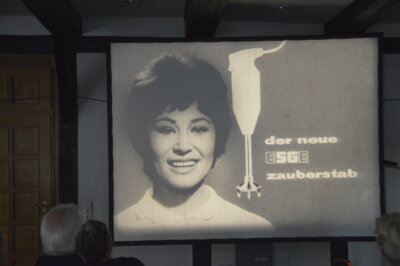 der neue
ESGE
zauberstab